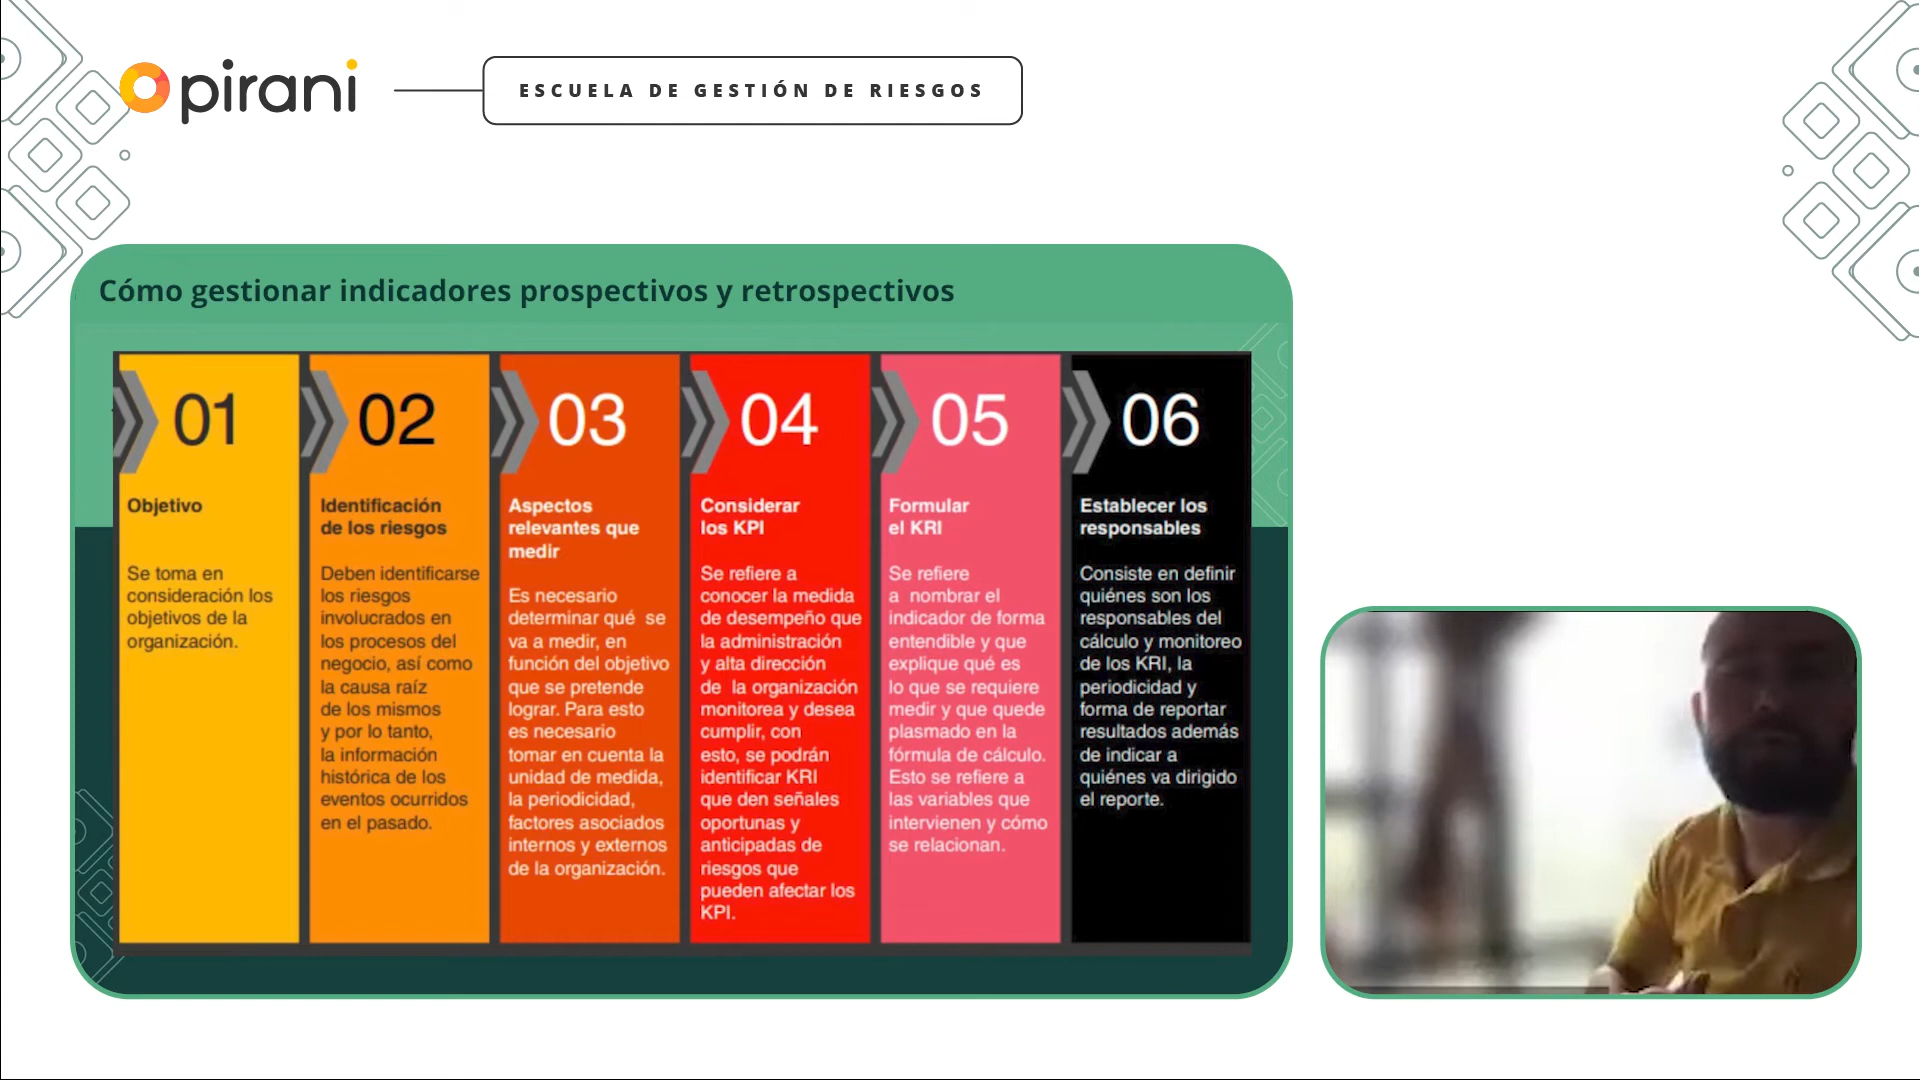 pirani
ESCUELA DE GESTIÓN DE RIESGOS
Cómo gestionar indicadores prospectivos y retrospectivos
01
Objetivo
Se toma en
consideración los
objetivos de la
organización.
02
Identificación
de los riesgos
Deben identificarse
los riesgos
involucrados en
los procesos del
negocio, así como
la causa raíz
de los mismos
y por lo tanto,
la información
histórica de los
eventos ocurridos
en el pasado.
03
Aspectos
relevantes que
medir
Es necesario
determinar qué se
va a medir, en
función del objetivo
que se pretende
lograr. Para esto
es necesario
tomar en cuenta la
unidad de medida,
la periodicidad,
factores asociados
internos y externos
de la organización.
04
Considerar
los KPI
Se refiere a
conocer la medida
de desempeño que
la administración
y alta dirección
de la organización
monitorea y desea
cumplir, con
esto, se podrán
identificar KRI
que den señales
oportunas y
anticipadas de
riesgos que
pueden afectar los
KPI.
05
Formular
el KRI
Se refiere
a nombrar el
indicador de forma
entendible y que
explique qué es
lo que se requiere
medir y que quede
plasmado en la
fórmula de cálculo.
Esto se refiere a
las variables que
intervienen y cómo
se relacionan.
06
Establecer los
responsables
Consiste en definir
quiénes son los
responsables del
cálculo y monitoreo
de los KRI, la
periodicidad y
forma de reportar
resultados además
de indicar a
quiénes va dirigido
el reporte.